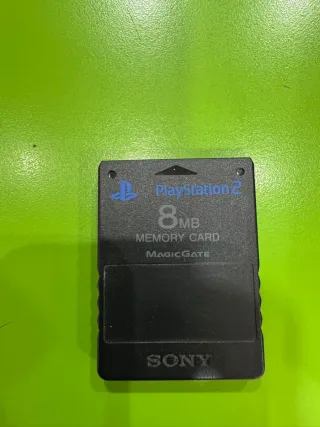 PlayStation 2
8MB
MEMORY CARD
MAGICGATE
SONY